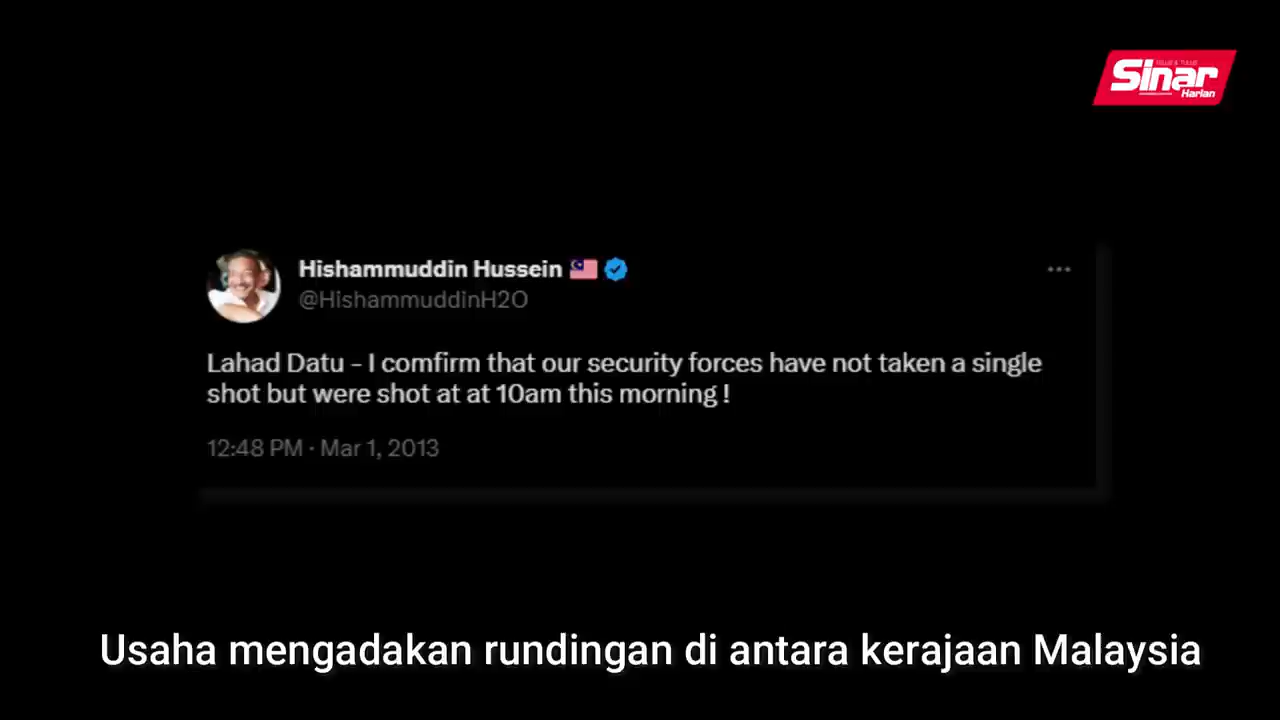 TELUS & TULUS
Sinar
Harian
Hishammuddin Hussein
@HishammuddinH2O
Lahad Datu - I comfirm that our security forces have not taken a single
shot but were shot at at 10am this morning !
12:48 PM · Mar 1, 2013
Usaha mengadakan rundingan di antara kerajaan Malaysia